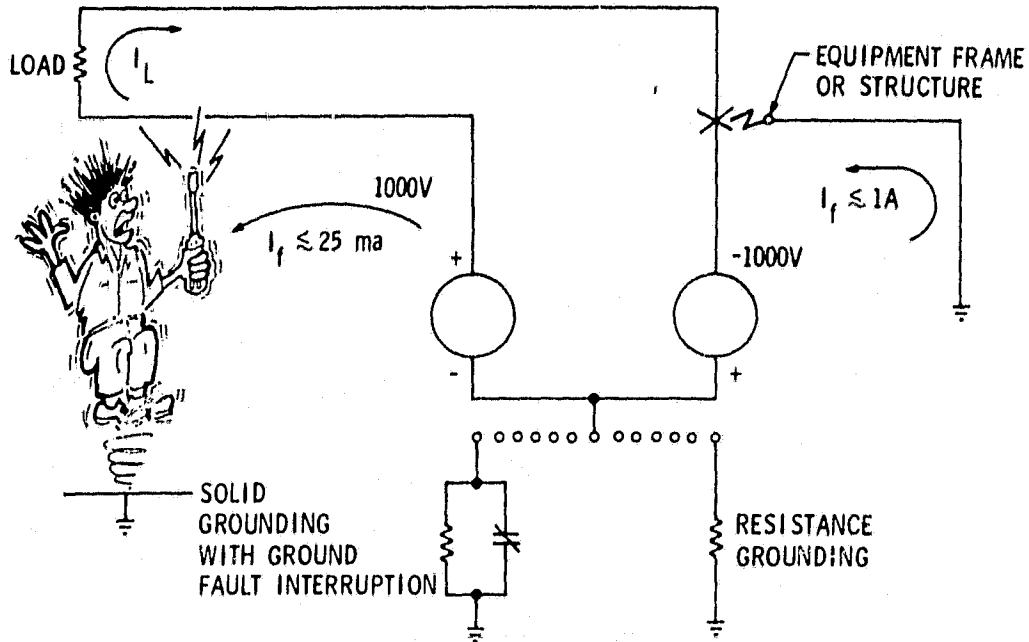 LOAD
I_L
EQUIPMENT FRAME
OR STRUCTURE
1000V
I_f ≲ 25 ma
I_f ≲ 1A
-1000V
+
-
+
SOLID
GROUNDING
WITH GROUND
FAULT INTERRUPTION
RESISTANCE
GROUNDING